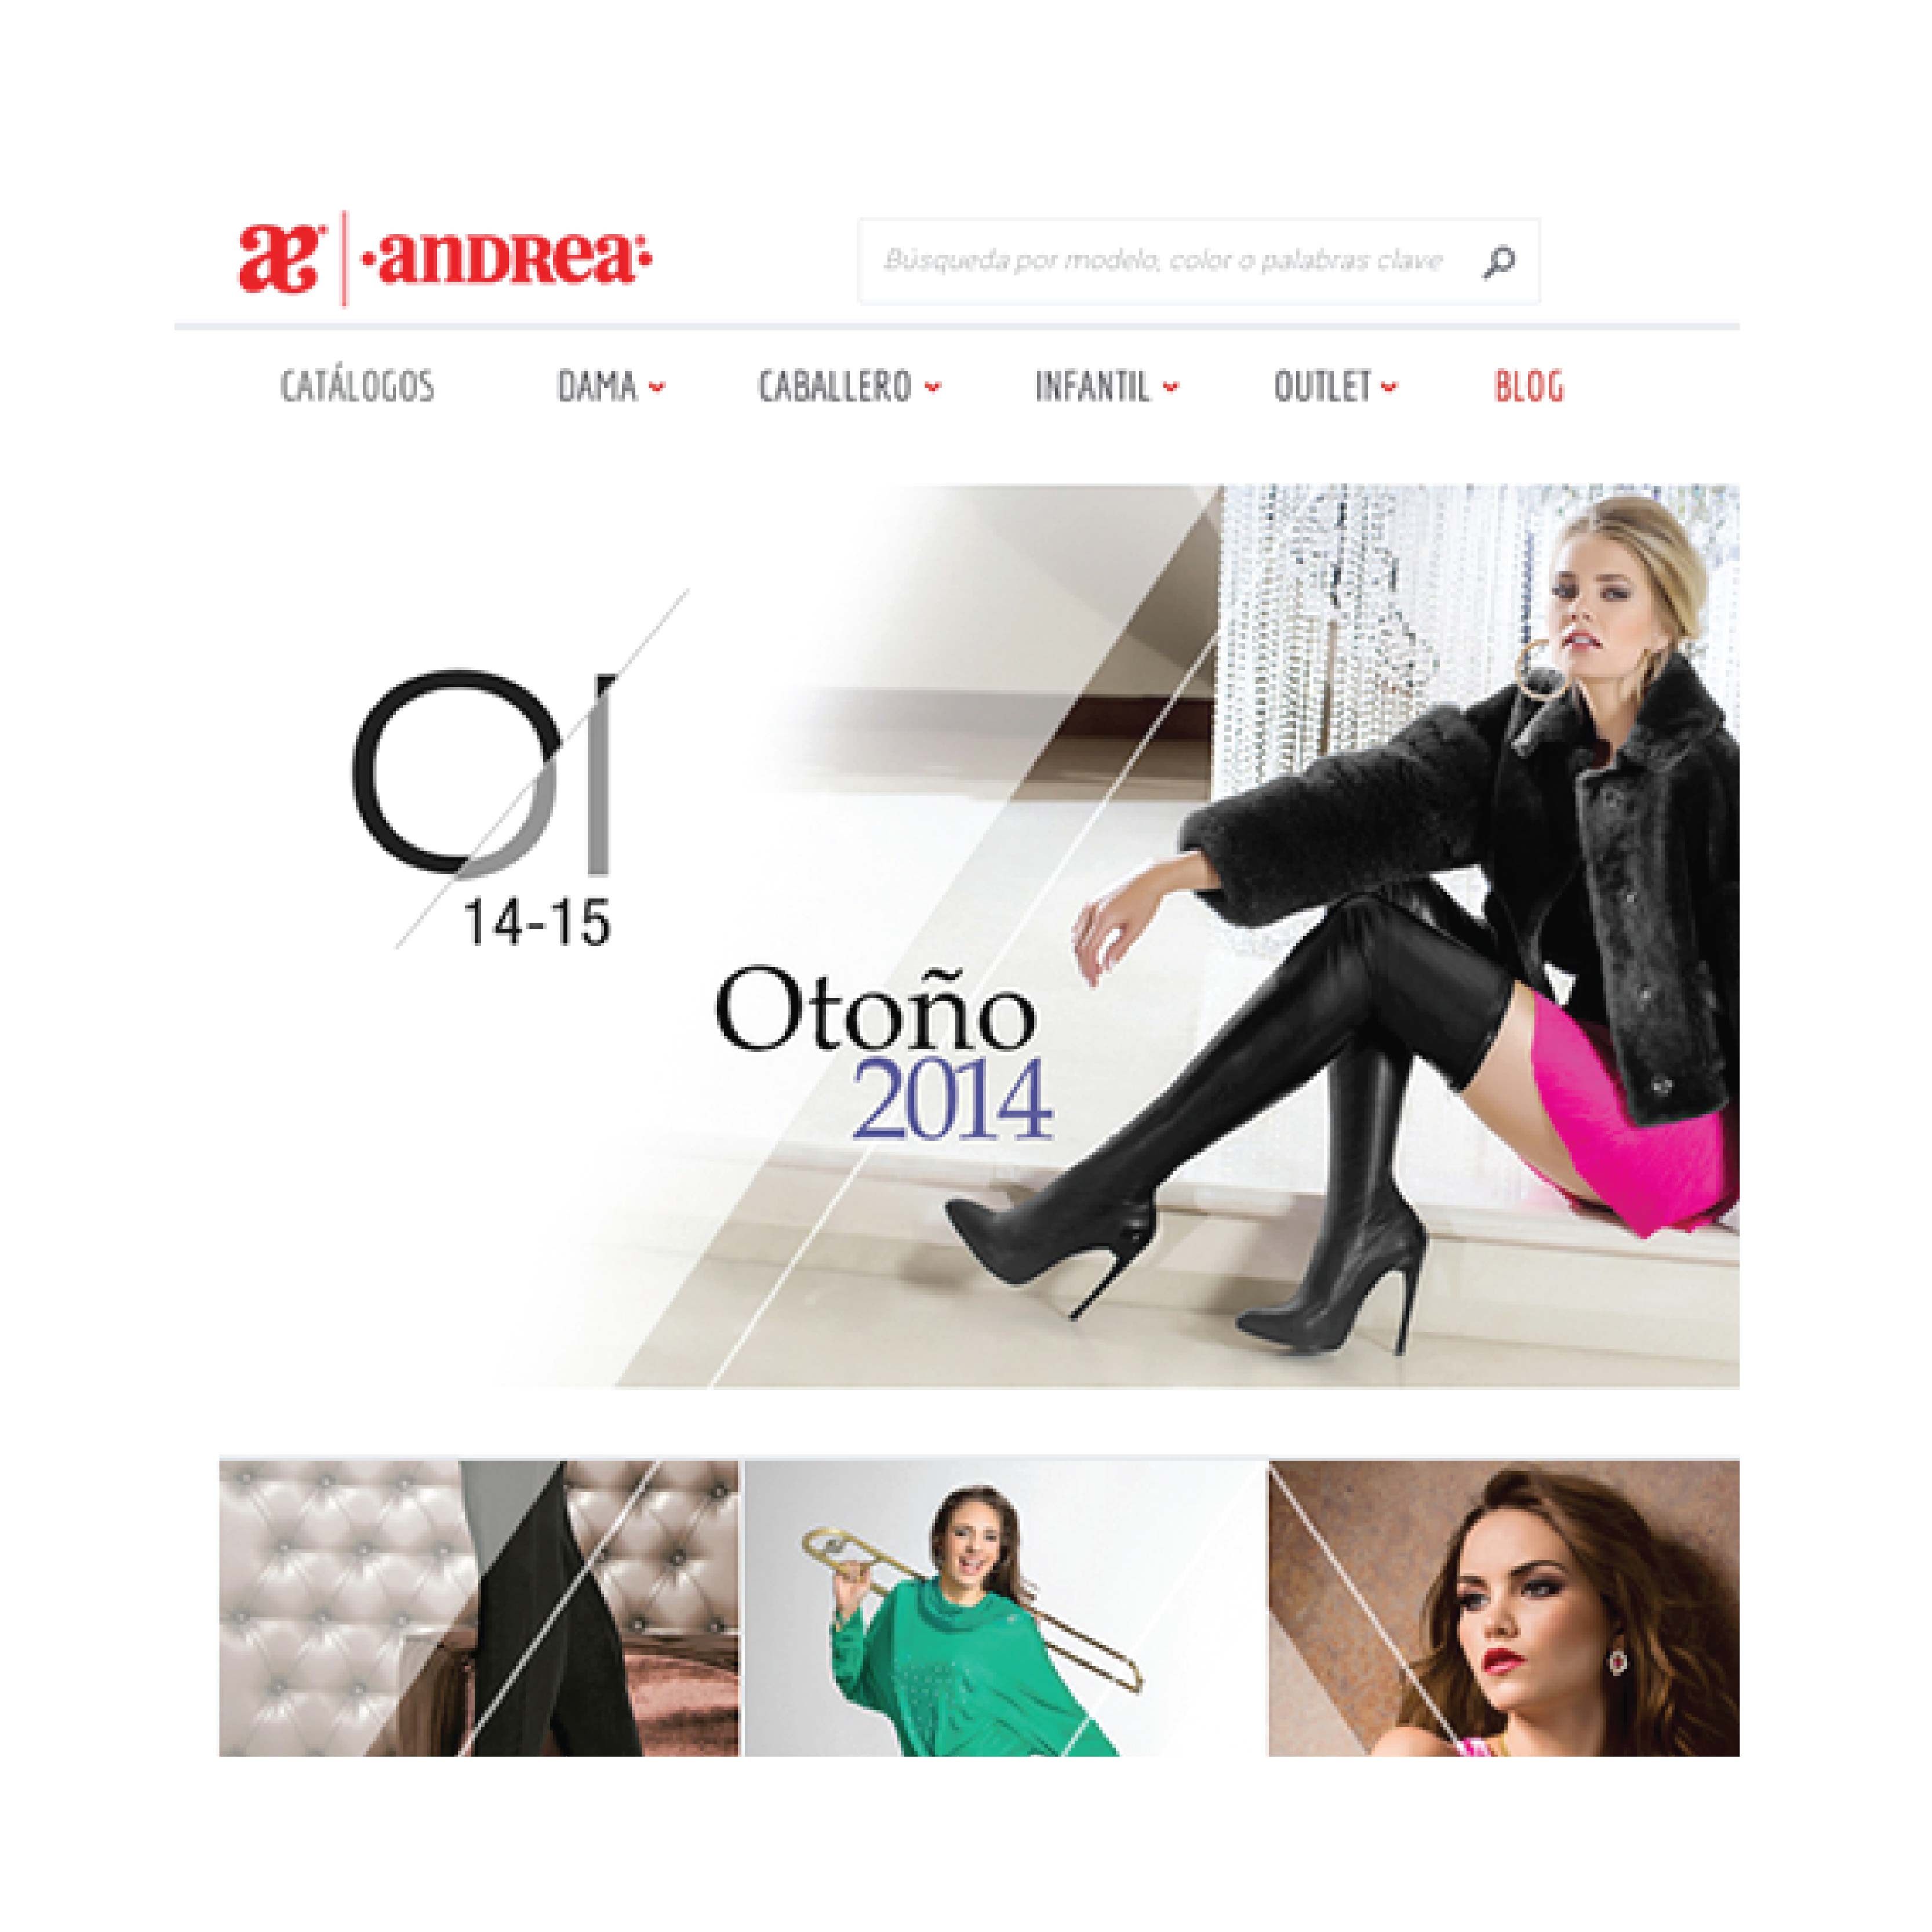 æ ·andrea:
Búsqueda por modelo, color o palabras clave
CATÁLOGOS DAMA CABALLERO INFANTIL OUTLET BLOG
OI
14-15
Otoño
2014